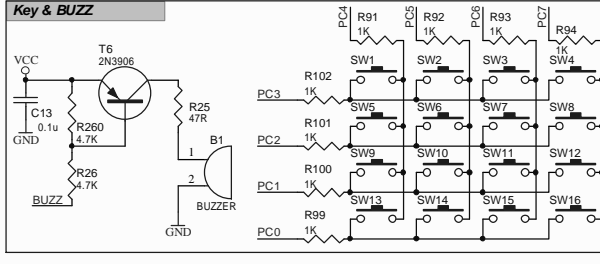 Key & BUZZ
PC4
PC5
PC6
PC7
R91
1K
R92
1K
R93
1K
R94
1K
T6
2N3906
VCC
C13
0.1u
GND
R260
4.7K
R26
4.7K
BUZZ
R25
47R
B1
1
2
BUZZER
GND
SW1
SW2
SW3
SW4
PC3
R102
1K
SW5
SW6
SW7
SW8
PC2
R101
1K
SW9
SW10
SW11
SW12
PC1
R100
1K
SW13
SW14
SW15
SW16
PC0
R99
1K